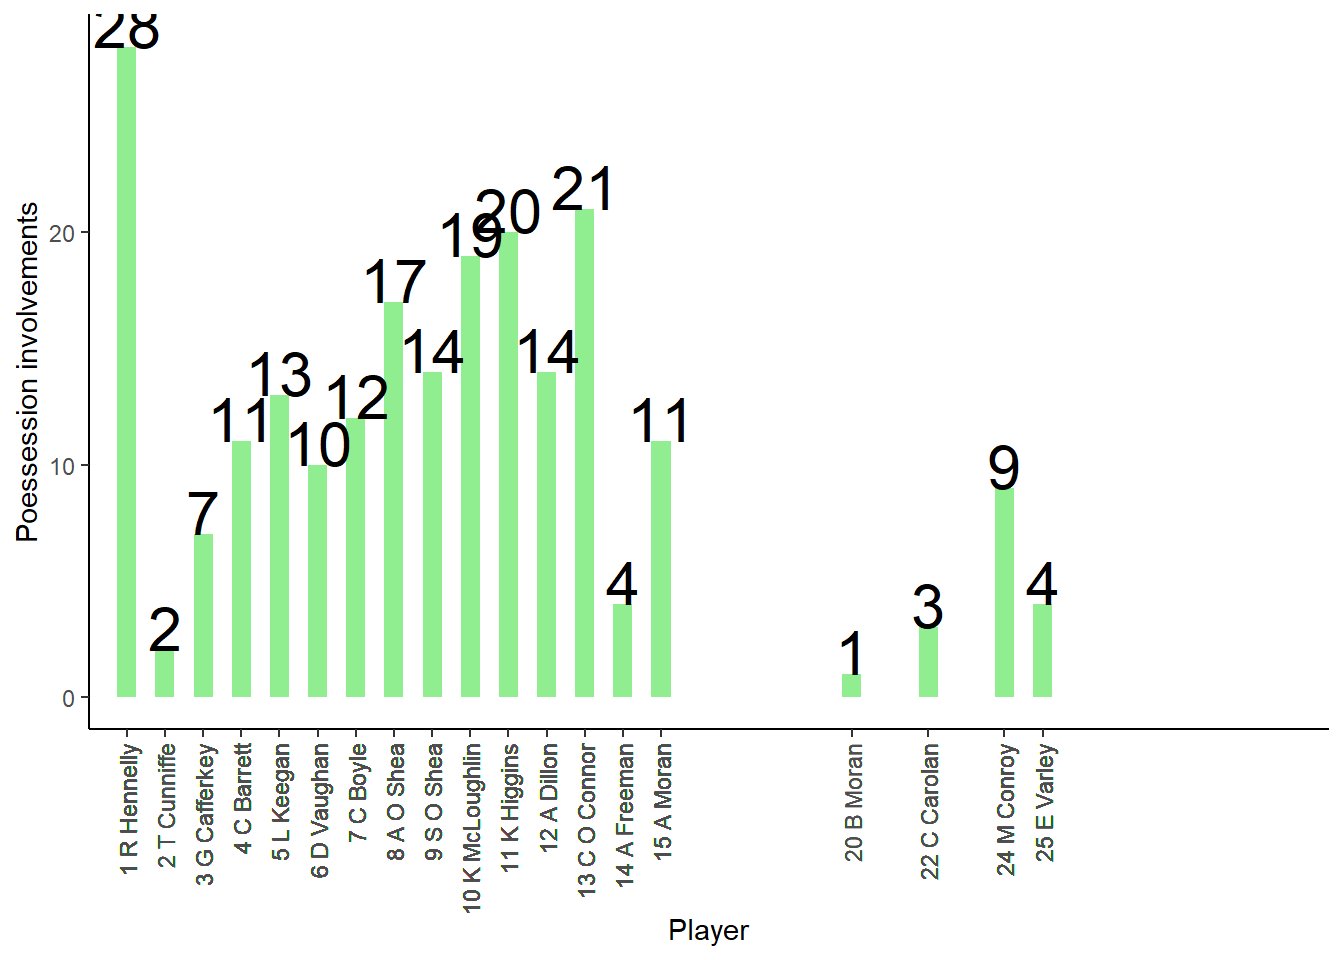 28
21
20
19
17
14
14
13
12
11
11
10
9
7
4
4
3
2
1
Poessession involvements
20
10
0
1 R Hennelly
2 T Cunniffe
3 G Cafferkey
4 C Barrett
5 L Keegan
6 D Vaughan
7 C Boyle
8 A O Shea
9 S O Shea
10 K McLoughlin
11 K Higgins
12 A Dillon
13 C O Connor
14 A Freeman
15 A Moran
20 B Moran
22 C Carolan
24 M Conroy
25 E Varley
Player